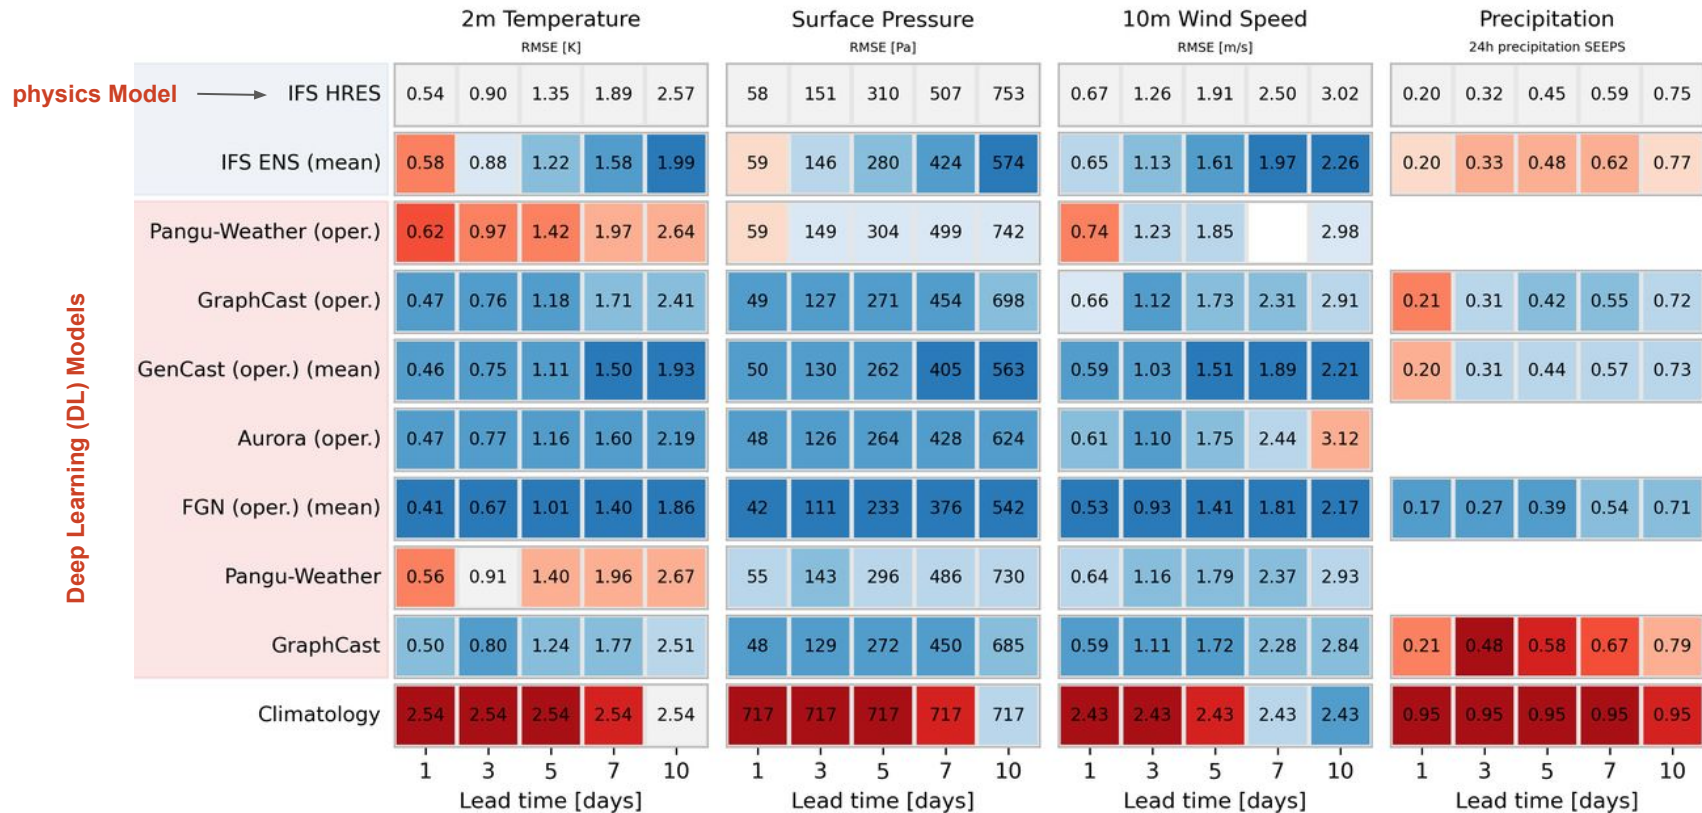 2m Temperature Surface Pressure 10m Wind Speed Precipitation
RMSE [K] RMSE [Pa] RMSE [m/s] 24h precipitation SEEPS
physics Model IFS HRES 0.54 0.90 1.35 1.89 2.57 58 151 310 507 753 0.67 1.26 1.91 2.50 3.02 0.20 0.32 0.45 0.59 0.75
IFS ENS (mean) 0.58 0.88 1.22 1.58 1.99 59 146 280 424 574 0.65 1.13 1.61 1.97 2.26 0.20 0.33 0.48 0.62 0.77
Deep Learning (DL) Models
Pangu-Weather (oper.) 0.62 0.97 1.42 1.97 2.64 59 149 304 499 742 0.74 1.23 1.85 2.98
GraphCast (oper.) 0.47 0.76 1.18 1.71 2.41 49 127 271 454 698 0.66 1.12 1.73 2.31 2.91 0.21 0.31 0.42 0.55 0.72
GenCast (oper.) (mean) 0.46 0.75 1.11 1.50 1.93 50 130 262 405 563 0.59 1.03 1.51 1.89 2.21 0.20 0.31 0.44 0.57 0.73
Aurora (oper.) 0.47 0.77 1.16 1.60 2.19 48 126 264 428 624 0.61 1.10 1.75 2.44 3.12
FGN (oper.) (mean) 0.41 0.67 1.01 1.40 1.86 42 111 233 376 542 0.53 0.93 1.41 1.81 2.17 0.17 0.27 0.39 0.54 0.71
Pangu-Weather 0.56 0.91 1.40 1.96 2.67 55 143 296 486 730 0.64 1.16 1.79 2.37 2.93
GraphCast 0.50 0.80 1.24 1.77 2.51 48 129 272 450 685 0.59 1.11 1.72 2.28 2.84 0.21 0.48 0.58 0.67 0.79
Climatology 2.54 2.54 2.54 2.54 2.54 717 717 717 717 717 2.43 2.43 2.43 2.43 2.43 0.95 0.95 0.95 0.95 0.95
1 3 5 7 10 1 3 5 7 10 1 3 5 7 10 1 3 5 7 10
Lead time [days] Lead time [days] Lead time [days] Lead time [days]